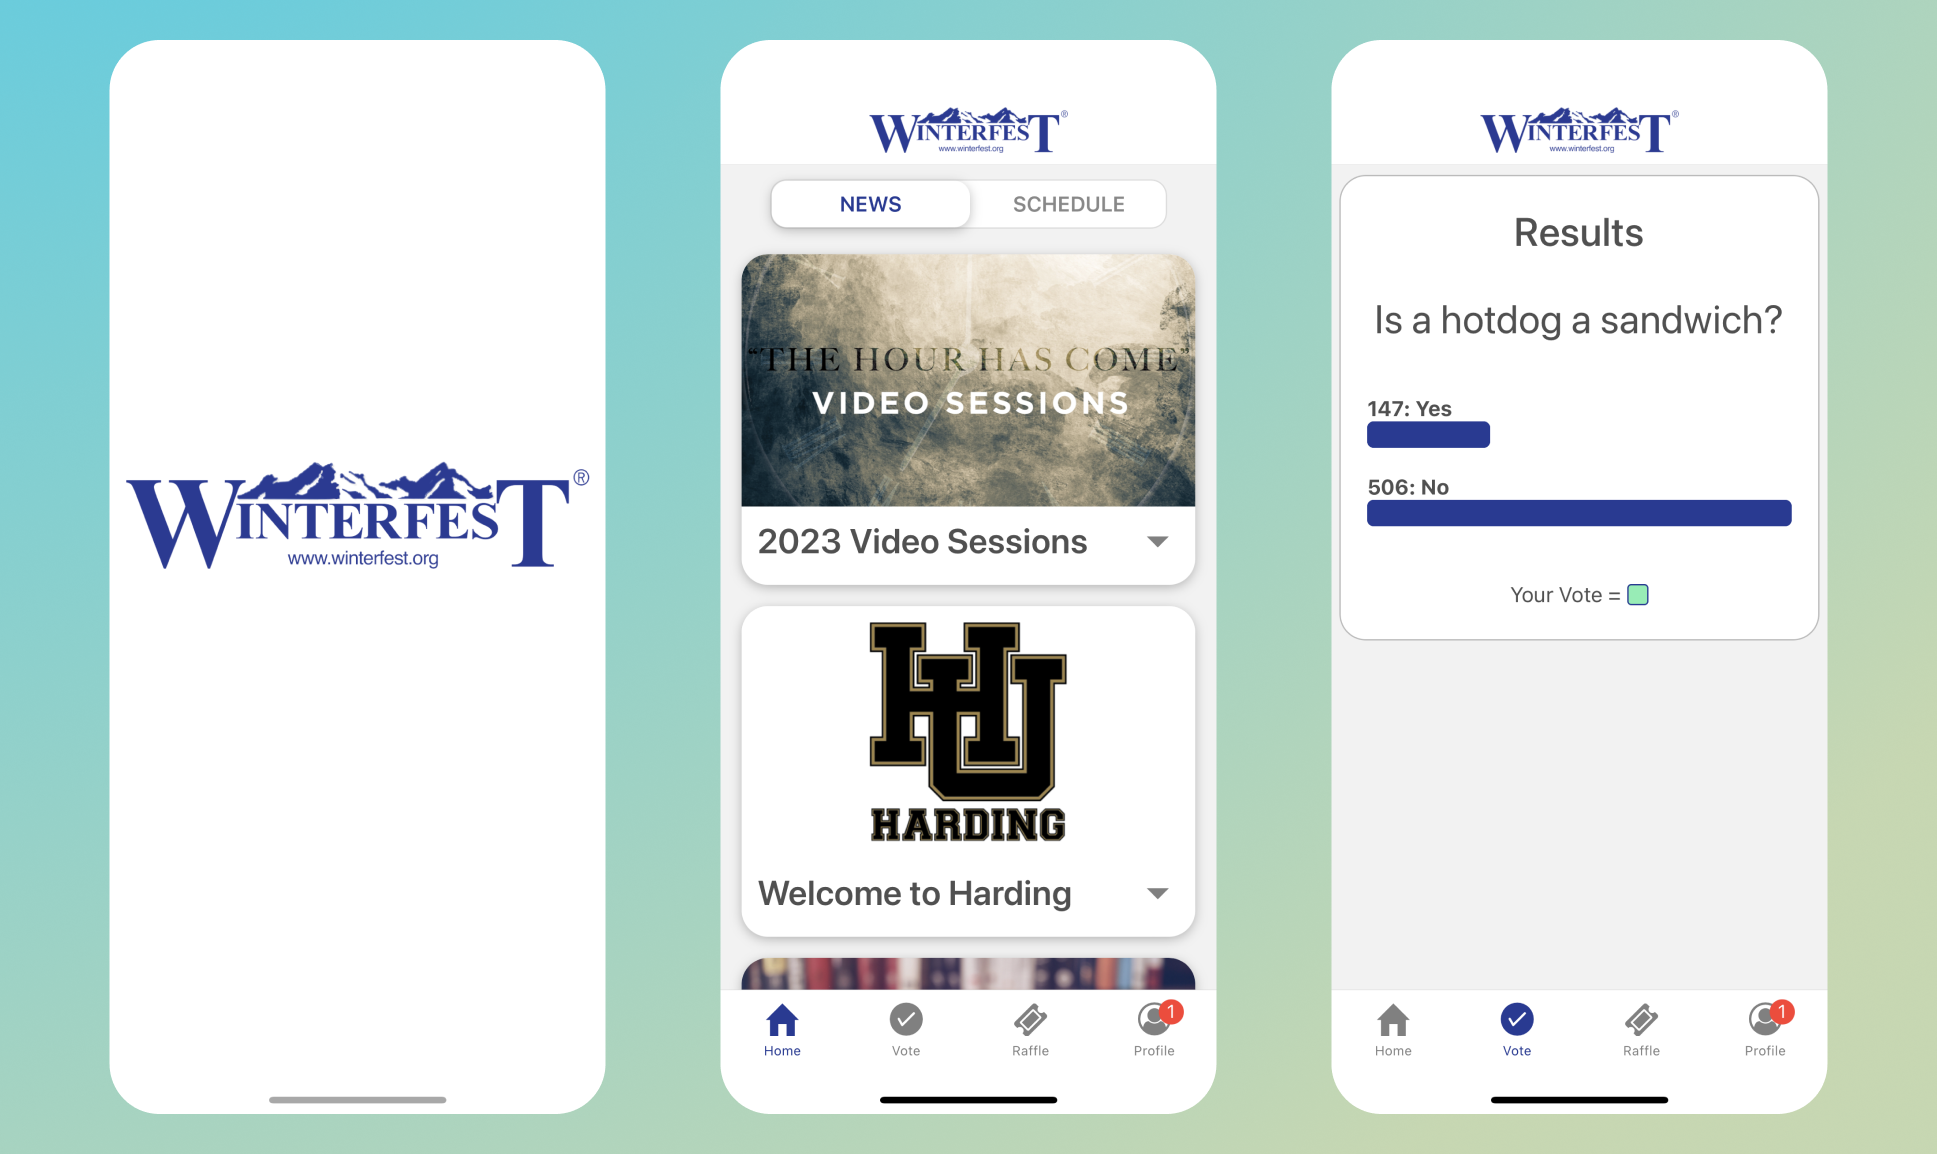 WINTERFEST®
www.winterfest.org
WINTERFEST®
www.winterfest.org
NEWS SCHEDULE
“THE HOUR HAS COME”
VIDEO SESSIONS
2023 Video Sessions
HU
HARDING
Welcome to Harding
Home Vote Raffle Profile
1
WINTERFEST®
www.winterfest.org
Results
Is a hotdog a sandwich?
147: Yes
506: No
Your Vote =
Home Vote Raffle Profile
1